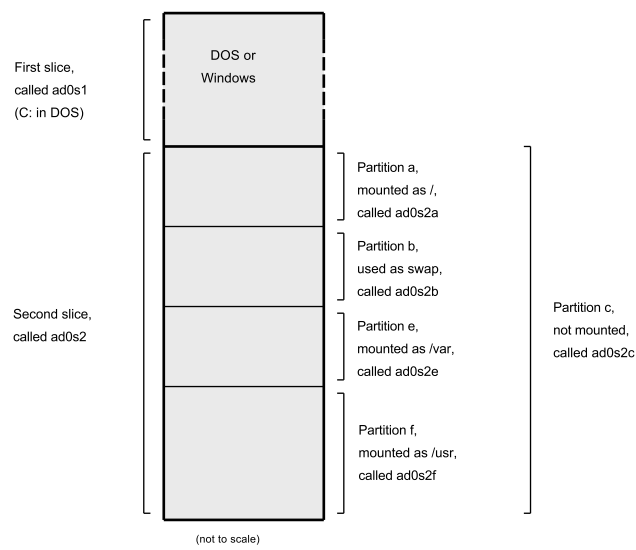 DOS or
Windows
First slice,
called ad0s1
(C: in DOS)
Partition a,
mounted as /,
called ad0s2a
Partition b,
used as swap,
called ad0s2b
Second slice,
called ad0s2
Partition c,
not mounted,
called ad0s2c
Partition e,
mounted as /var,
called ad0s2e
Partition f,
mounted as /usr,
called ad0s2f
(not to scale)